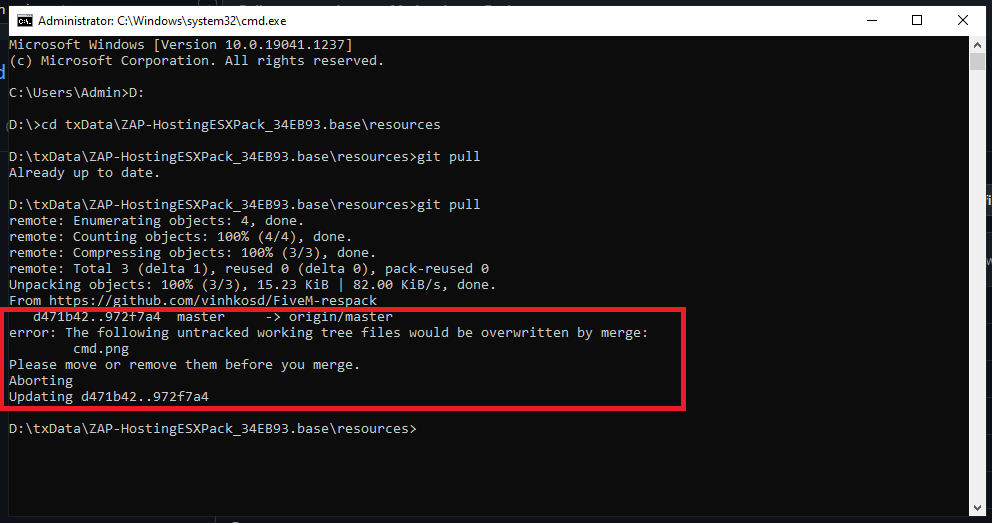 Administrator: C:\Windows\system32\cmd.exe
Microsoft Windows [Version 10.0.19041.1237]
(c) Microsoft Corporation. All rights reserved.
C:\Users\Admin>D:
D:\>cd txData\ZAP-HostingESXPack_34EB93.base\resources
D:\txData\ZAP-HostingESXPack_34EB93.base\resources>git pull
Already up to date.
D:\txData\ZAP-HostingESXPack_34EB93.base\resources>git pull
remote: Enumerating objects: 4, done.
remote: Counting objects: 100% (4/4), done.
remote: Compressing objects: 100% (3/3), done.
remote: Total 3 (delta 1), reused 0 (delta 0), pack-reused 0
Unpacking objects: 100% (3/3), 15.23 KiB | 82.00 KiB/s, done.
From https://github.com/vinhkosd/FiveM-respack
   d471b42..972f7a4  master     -> origin/master
error: The following untracked working tree files would be overwritten by merge:
        cmd.png
Please move or remove them before you merge.
Aborting
Updating d471b42..972f7a4
D:\txData\ZAP-HostingESXPack_34EB93.base\resources>